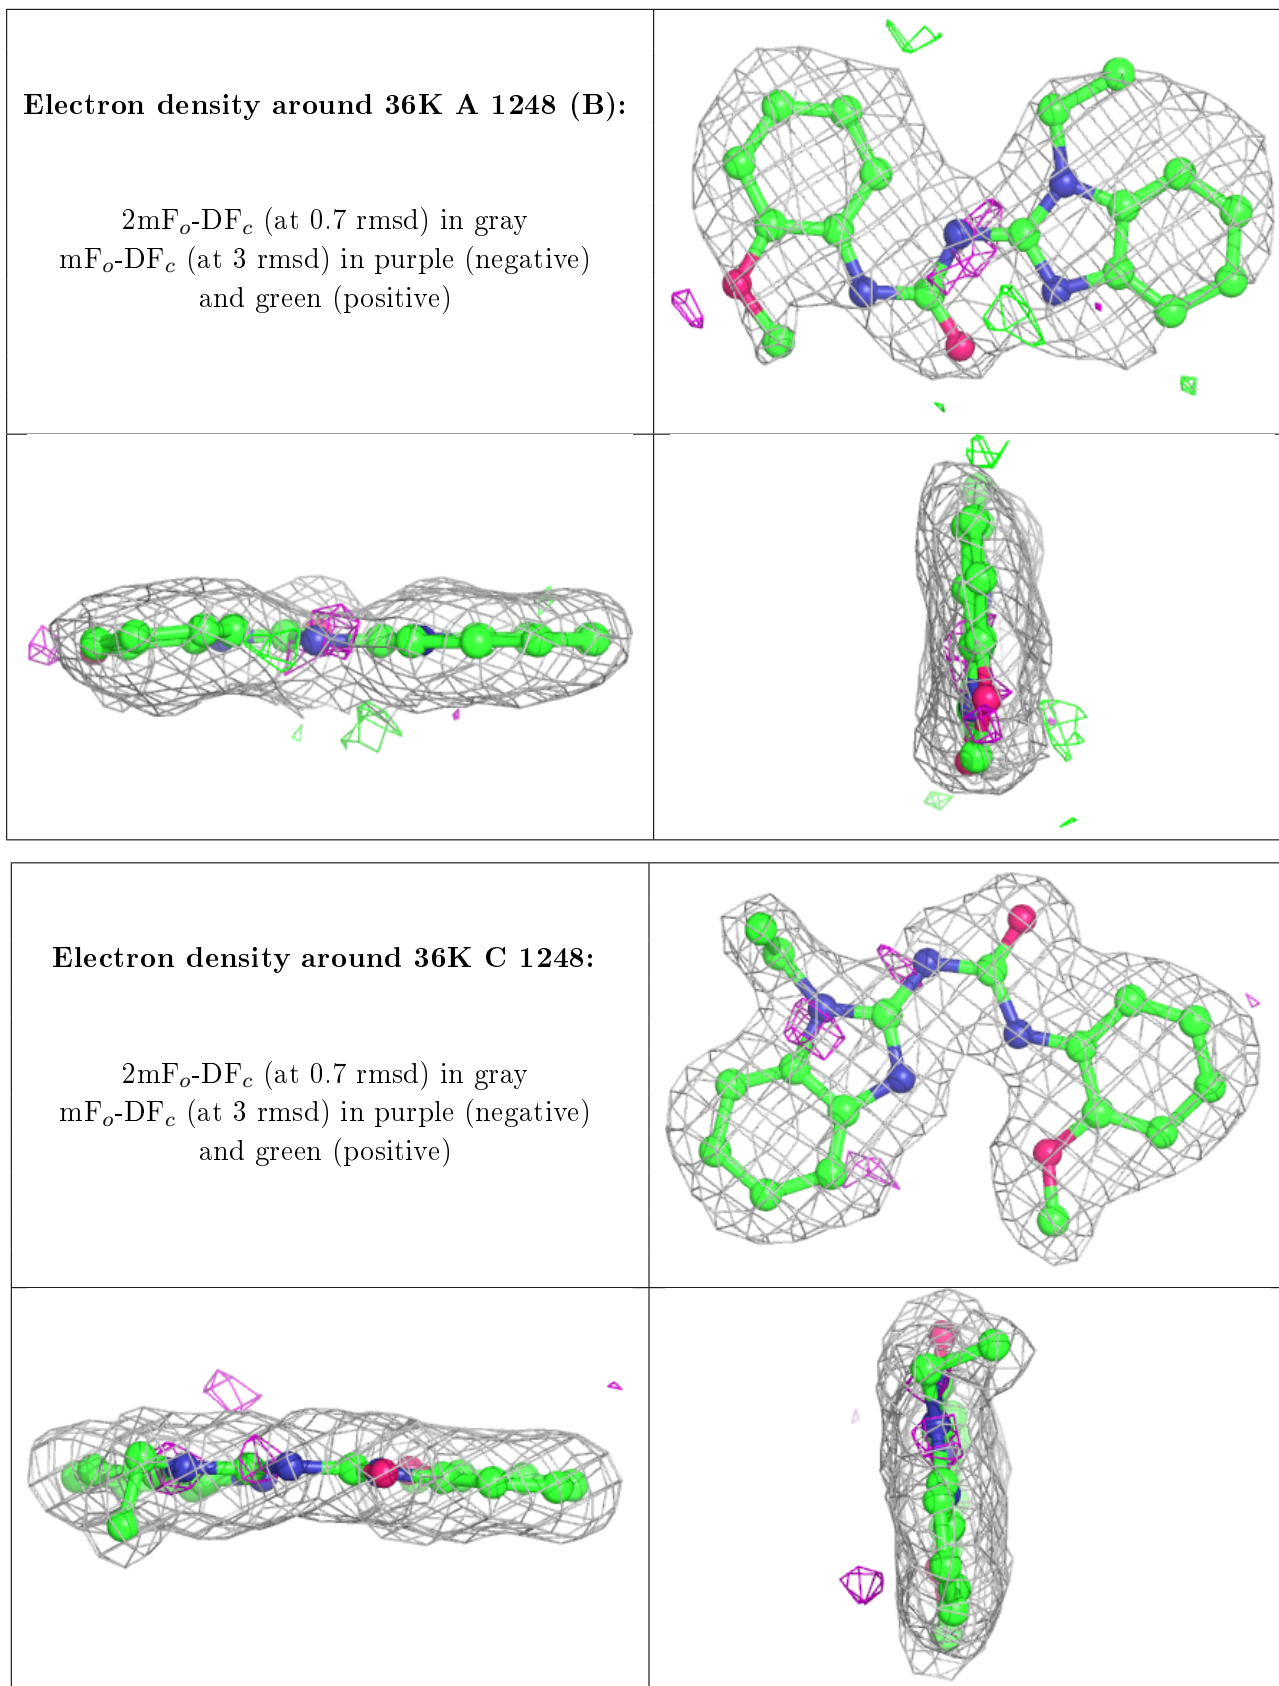 Electron density around 36K A 1248 (B):
2mFo-DFc (at 0.7 rmsd) in gray
mFo-DFc (at 3 rmsd) in purple (negative)
and green (positive)
Electron density around 36K C 1248:
2mFo-DFc (at 0.7 rmsd) in gray
mFo-DFc (at 3 rmsd) in purple (negative)
and green (positive)